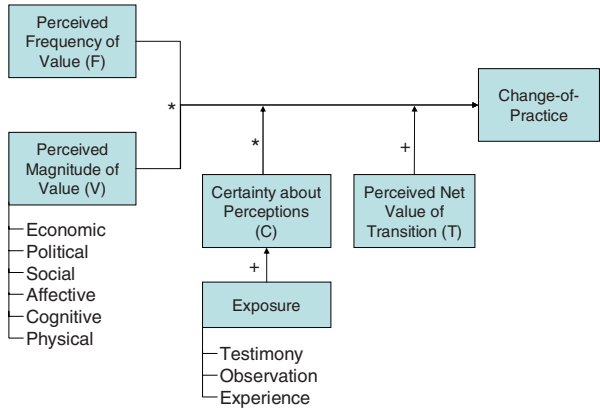 Perceived
Frequency of
Value (F)
*
Perceived
Magnitude of
Value (V)
Economic
Political
Social
Affective
Cognitive
Physical
*
Certainty about
Perceptions
(C)
+
Exposure
Testimony
Observation
Experience
+
Perceived Net
Value of
Transition (T)
Change-of-
Practice